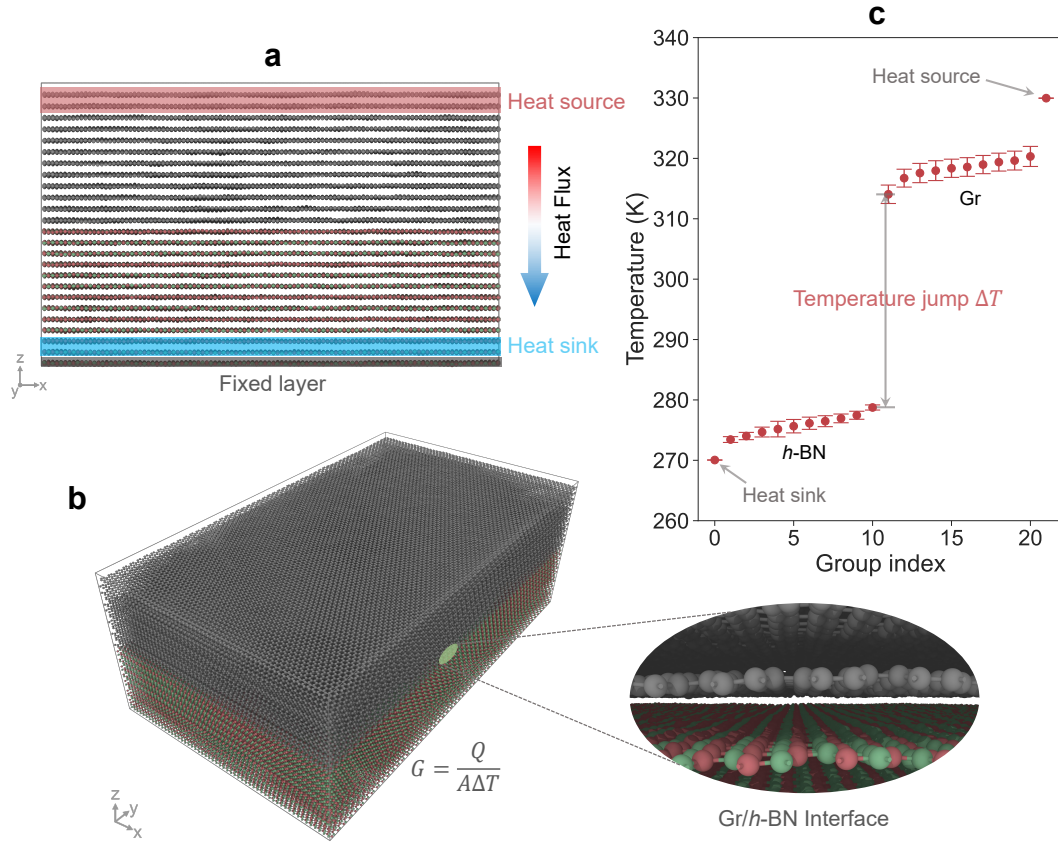 a
Heat source
Heat Flux
Heat sink
Fixed layer
z
y
x
b
G = Q / AΔT
z
y
x
c
340
330
320
310
300
290
280
270
260
Temperature (K)
Heat source
Gr
Temperature jump ΔT
h-BN
Heat sink
0
5
10
15
20
Group index
Gr/h-BN Interface